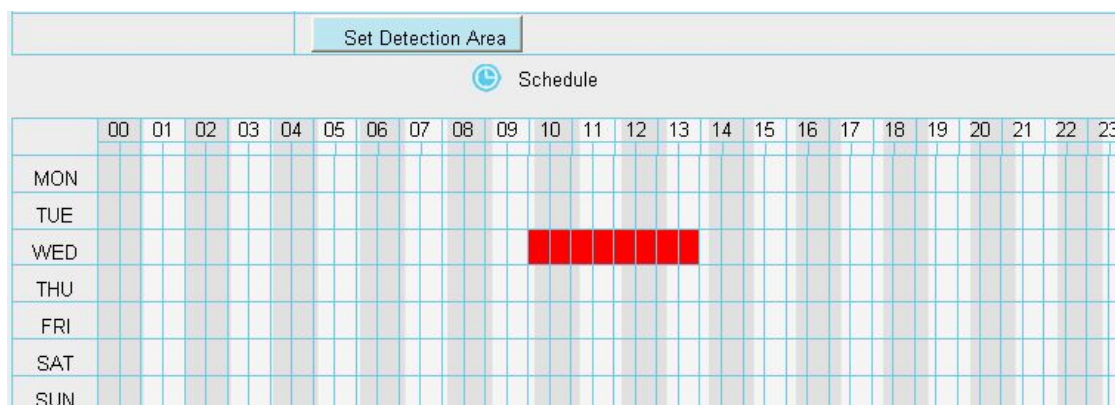 Set Detection Area
Schedule
00 01 02 03 04 05 06 07 08 09 10 11 12 13 14 15 16 17 18 19 20 21 22 23
MON
TUE
WED
THU
FRI
SAT
SUN